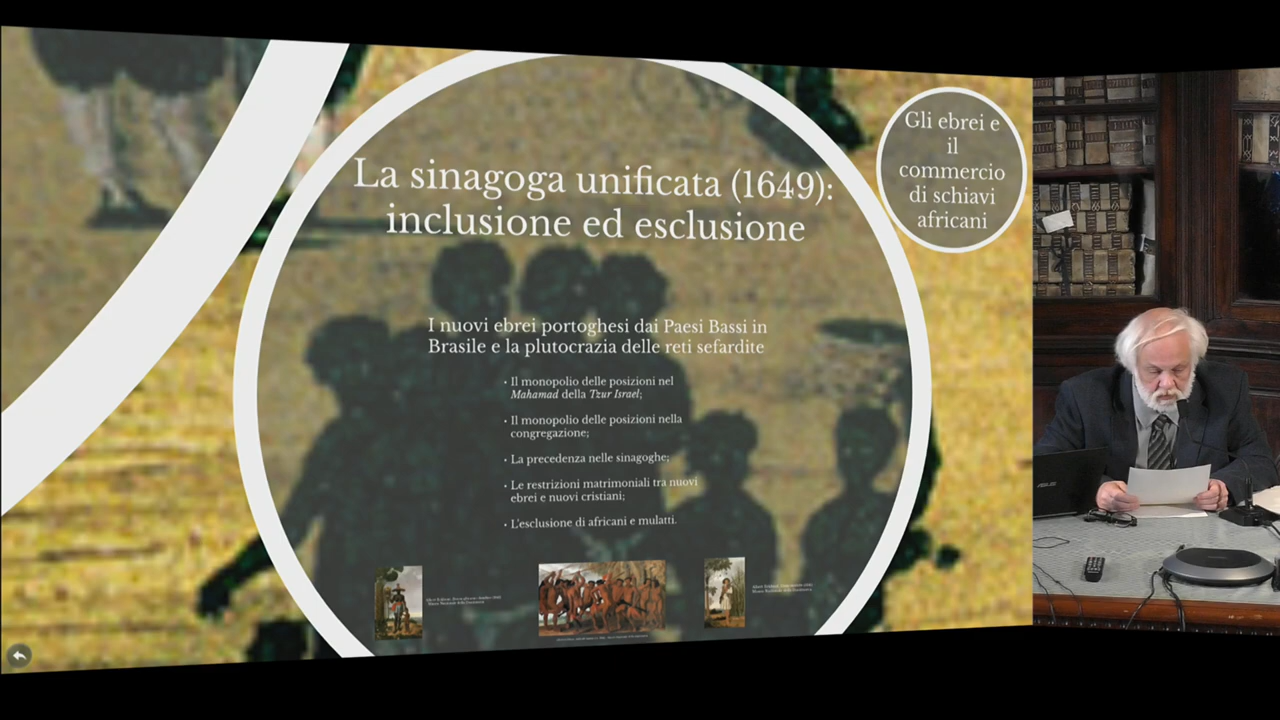 La sinagoga unificata (1649):
inclusione ed esclusione
Gli ebrei e
il
commercio
di schiavi
africani
I nuovi ebrei portoghesi dai Paesi Bassi in
Brasile e la plutocrazia delle reti sefardite
• Il monopolio delle posizioni nel
Mahamad della Tzur Israel;
• Il monopolio delle posizioni nella
congregazione;
• La precedenza nelle sinagoghe;
• Le restrizioni matrimoniali tra nuovi
ebrei e nuovi cristiani;
• L'esclusione di africani e mulatti.
ASUS